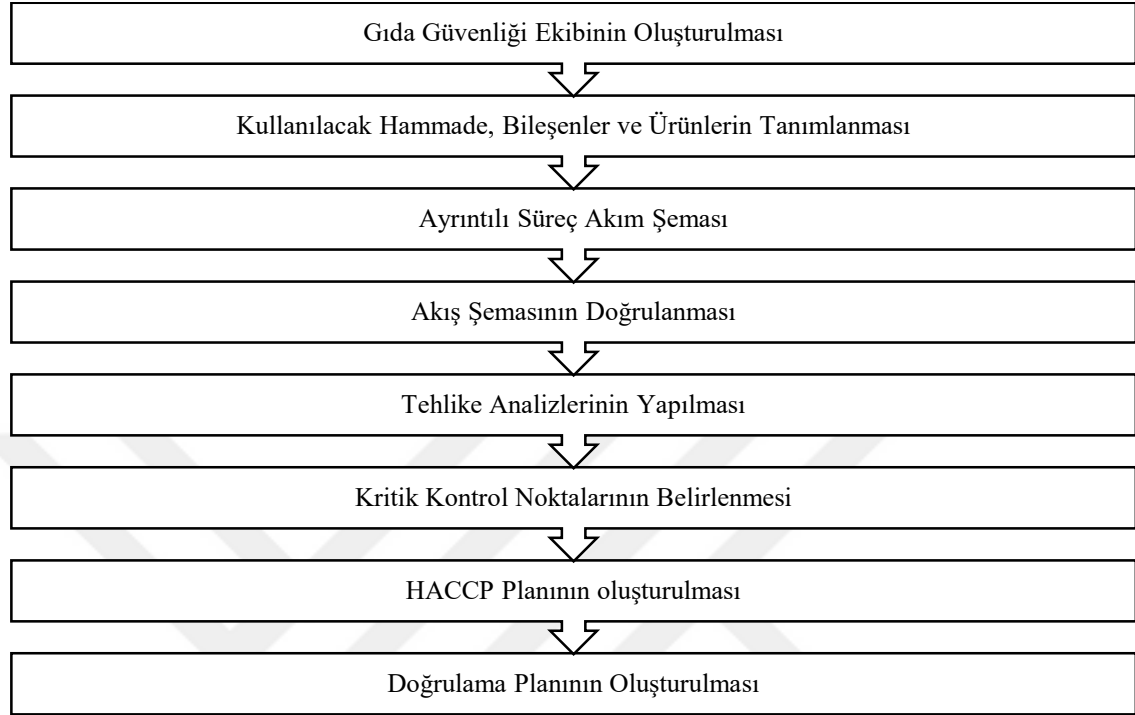 Gıda Güvenliği Ekibinin Oluşturulması
Kullanılacak Hammade, Bileşenler ve Ürünlerin Tanımlanması
Ayrıntılı Süreç Akım Şeması
Akış Şemasının Doğrulanması
Tehlike Analizlerinin Yapılması
Kritik Kontrol Noktalarının Belirlenmesi
HACCP Planının oluşturulması
Doğrulama Planının Oluşturulması